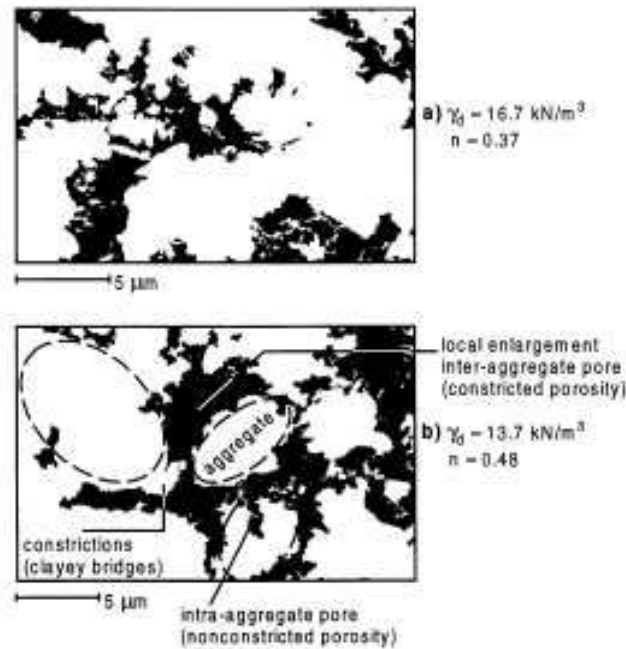 a) γd – 16.7 kN/m³
n – 0.37
5 μm
local enlargement
inter-aggregate pore
(constricted porosity)
aggregate
b) γd – 13.7 kN/m³
n – 0.48
constrictions
(clayey bridges)
5 μm
intra-aggregate pore
(nonconstricted porosity)